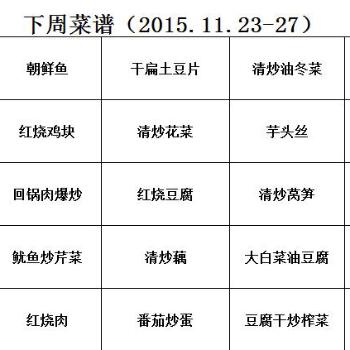 下周菜谱（2015.11.23-27）
朝鲜鱼 干扁土豆片 清炒油冬菜
红烧鸡块 清炒花菜 芋头丝
回锅肉爆炒 红烧豆腐 清炒莴笋
鱿鱼炒芹菜 清炒藕 大白菜油豆腐
红烧肉 番茄炒蛋 豆腐干炒榨菜